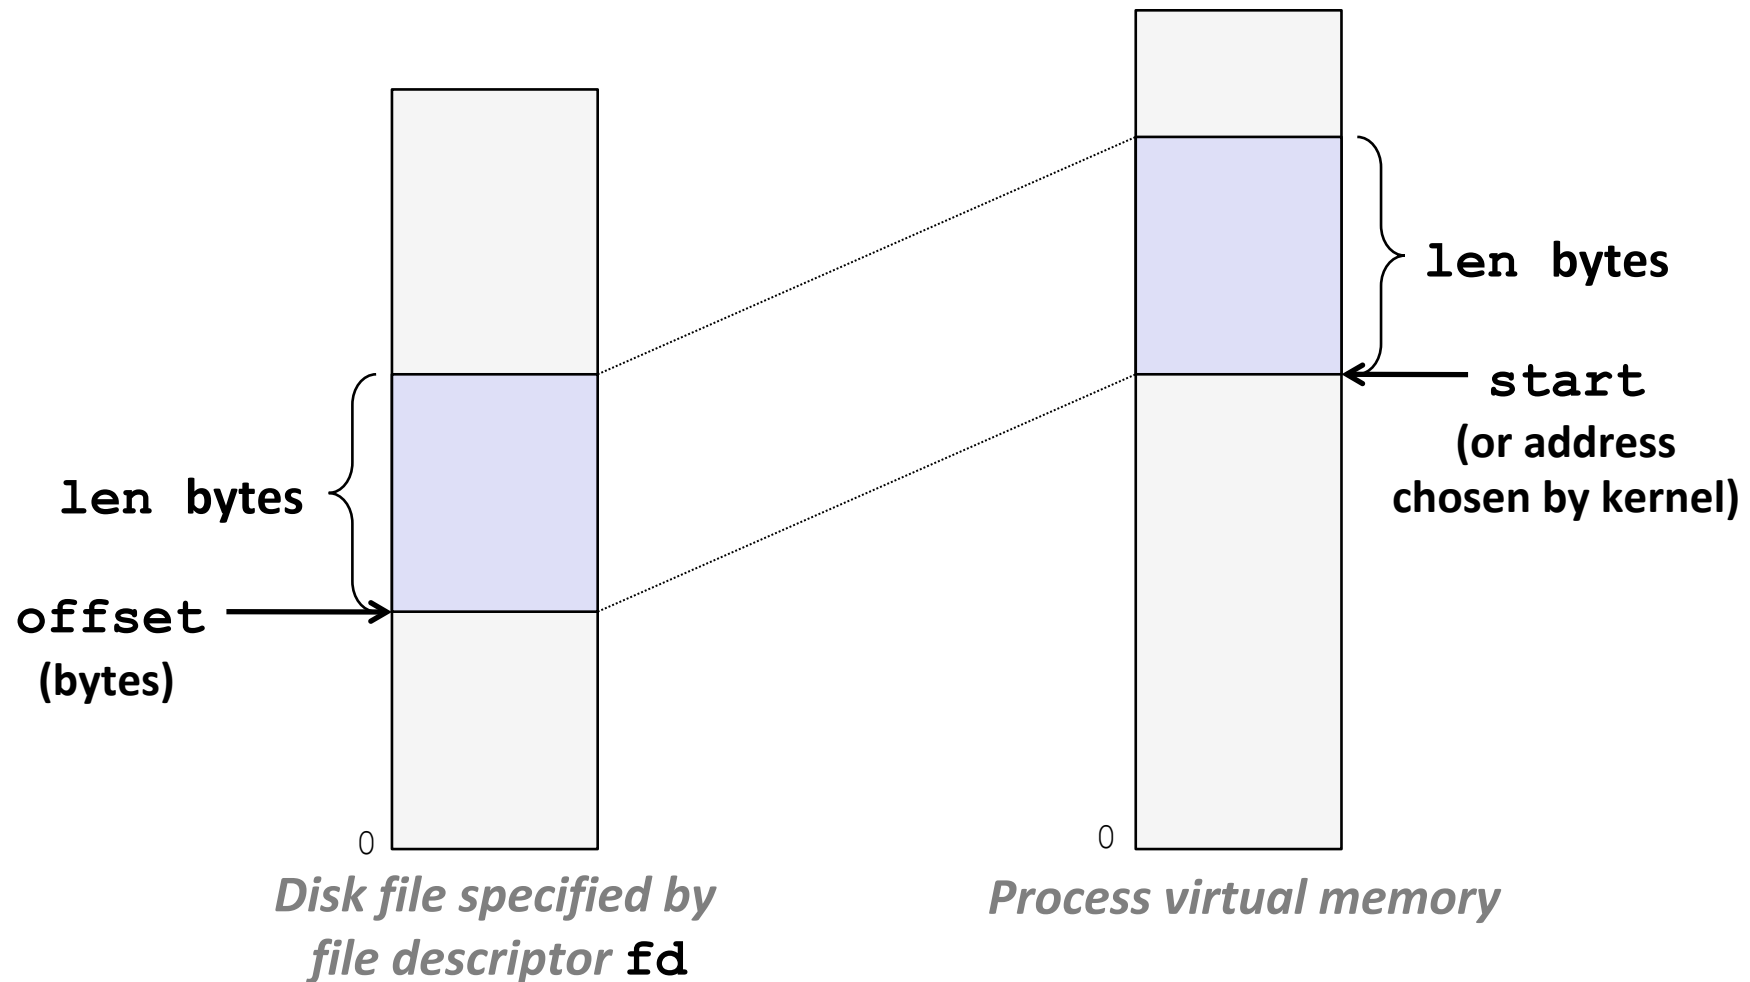 len bytes
start
(or address
chosen by kernel)
len bytes
offset
(bytes)
0
0
Disk file specified by
file descriptor fd
Process virtual memory